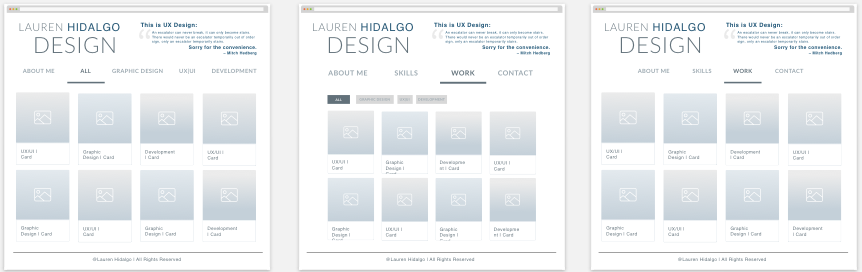 LAUREN HIDALGO
DESIGN
This is UX Design:
An escalator can never break, it can only become stairs.
There would never be an escalator temporarily out of order
sign, only an escalator temporarily stairs.
Sorry for the convenience.
– Mitch Hedberg
ABOUT ME ALL GRAPHIC DESIGN UX|UI DEVELOPMENT
UX/UI |
Card
Graphic
Design | Card
Development
| Card
UX/UI |
Card
Graphic
Design | Card
UX/UI |
Card
Graphic
Design | Card
Development
| Card
©Lauren Hidalgo | All Rights Reserved
LAUREN HIDALGO
DESIGN
This is UX Design:
An escalator can never break, it can only become stairs.
There would never be an escalator temporarily out of order
sign, only an escalator temporarily stairs.
Sorry for the convenience.
– Mitch Hedberg
ABOUT ME SKILLS WORK CONTACT
ALL GRAPHIC DESIGN UX|UI DEVELOPMENT
UX/UI |
Card
Graphic
Design |
Card
Developme
nt | Card
UX/UI |
Card
Graphic
Design |
Card
UX/UI |
Card
Graphic
Design |
Card
Developme
nt | Card
©Lauren Hidalgo | All Rights Reserved
LAUREN HIDALGO
DESIGN
This is UX Design:
An escalator can never break, it can only become stairs.
There would never be an escalator temporarily out of order
sign, only an escalator temporarily stairs.
Sorry for the convenience.
– Mitch Hedberg
ABOUT ME SKILLS WORK CONTACT
UX/UI |
Card
Graphic
Design | Card
Development
| Card
UX/UI |
Card
Graphic
Design | Card
UX/UI |
Card
Graphic
Design | Card
Development
| Card
©Lauren Hidalgo | All Rights Reserved